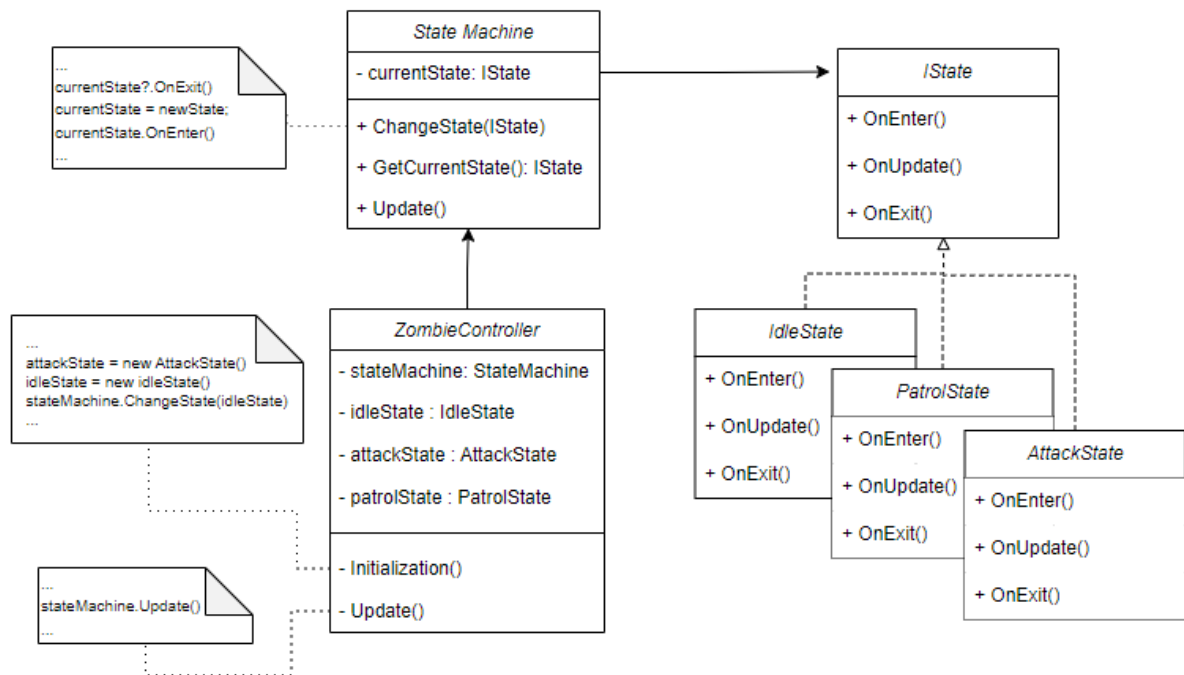 State Machine
- currentState: IState
+ ChangeState(IState)
+ GetCurrentState(): IState
+ Update()
...
currentState?.OnExit()
currentState = newState;
currentState.OnEnter()
...
IState
+ OnEnter()
+ OnUpdate()
+ OnExit()
ZombieController
- stateMachine: StateMachine
- idleState : IdleState
- attackState : AttackState
- patrolState : PatrolState
- Initialization()
- Update()
...
attackState = new AttackState()
idleState = new idleState()
stateMachine.ChangeState(idleState)
...
...
stateMachine.Update()
...
IdleState
+ OnEnter()
+ OnUpdate()
+ OnExit()
PatrolState
+ OnEnter()
+ OnUpdate()
+ OnExit()
AttackState
+ OnEnter()
+ OnUpdate()
+ OnExit()